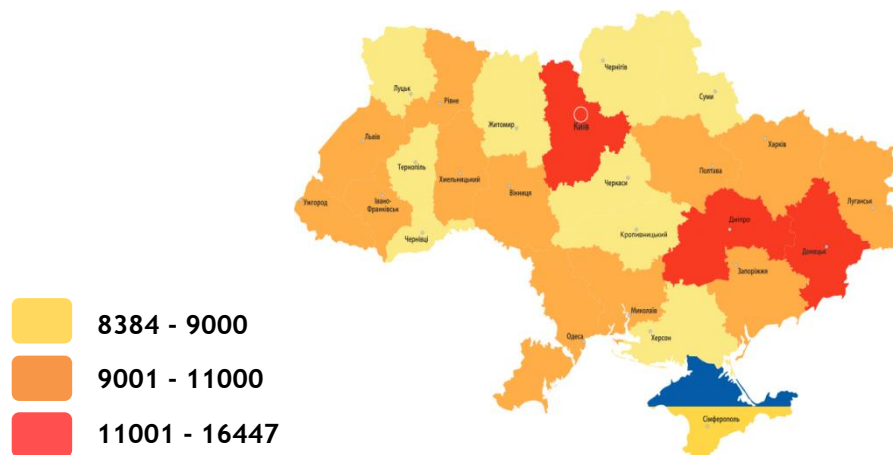 Чернігів
Луцьк
Рівне
Суми
Житомир
Київ
Львів
Харків
Тернопіль
Хмельницький
Полтава
Черкаси
Вінниця
Ужгород
Івано-
Франківськ
Луганськ
Дніпро
Чернівці
Кропивницький
Донецьк
Запоріжжя
Миколаїв
Одеса
Херсон
Сімферополь
8384 - 9000
9001 - 11000
11001 - 16447